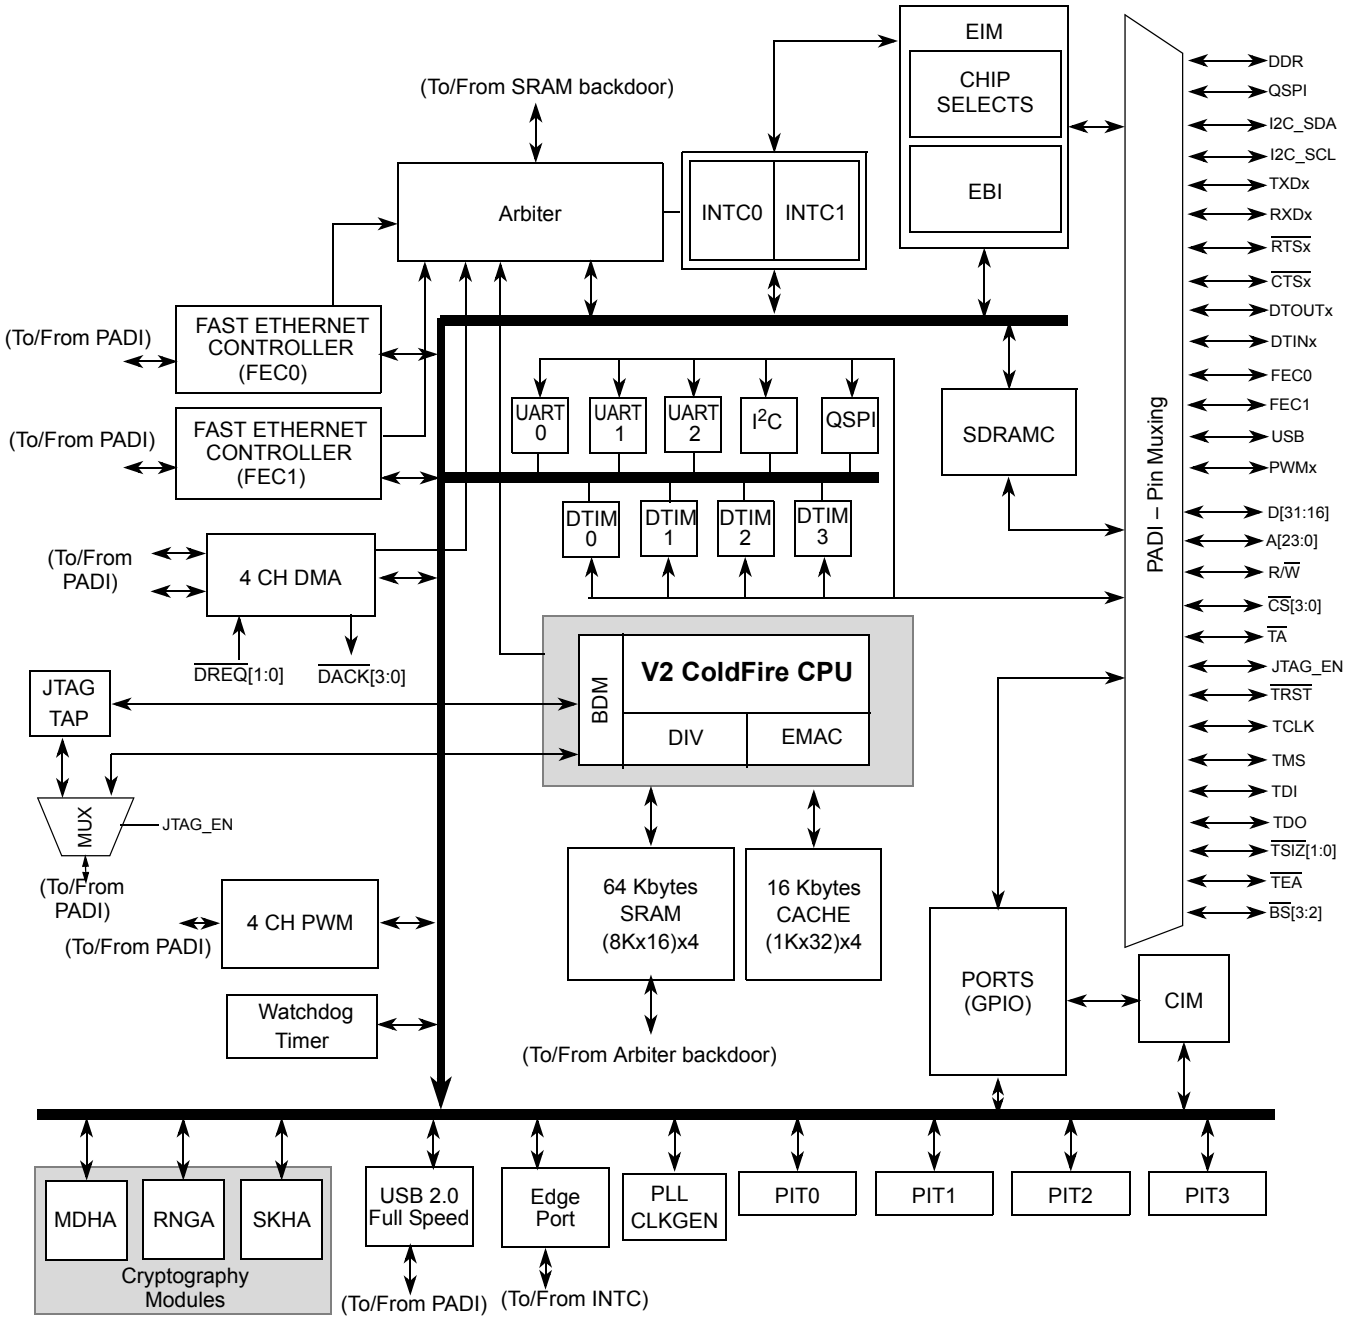 EIM
CHIP
SELECTS
EBI
(To/From SRAM backdoor)
Arbiter
INTC0
INTC1
(To/From PADI)
FAST ETHERNET
CONTROLLER
(FEC0)
(To/From PADI)
FAST ETHERNET
CONTROLLER
(FEC1)
UART
0
UART
1
UART
2
I²C
QSPI
SDRAMC
DTIM
0
DTIM
1
DTIM
2
DTIM
3
(To/From
PADI)
4 CH DMA
DREQ[1:0]
DACK[3:0]
JTAG
TAP
BDM
V2 ColdFire CPU
DIV
EMAC
MUX
JTAG_EN
(To/From
PADI)
4 CH PWM
(To/From PADI)
64 Kbytes
SRAM
(8Kx16)x4
16 Kbytes
CACHE
(1Kx32)x4
(To/From Arbiter backdoor)
Watchdog
Timer
PORTS
(GPIO)
CIM
PADI – Pin Muxing
DDR
QSPI
I2C_SDA
I2C_SCL
TXDx
RXDx
RTSx
CTSx
DTOUTx
DTINx
FEC0
FEC1
USB
PWMx
D[31:16]
A[23:0]
R/W
CS[3:0]
TA
JTAG_EN
TRST
TCLK
TMS
TDI
TDO
TSIZ[1:0]
TEA
BS[3:2]
MDHA
RNGA
SKHA
Cryptography
Modules
USB 2.0
Full Speed
(To/From PADI)
Edge
Port
(To/From INTC)
PLL
CLKGEN
PIT0
PIT1
PIT2
PIT3